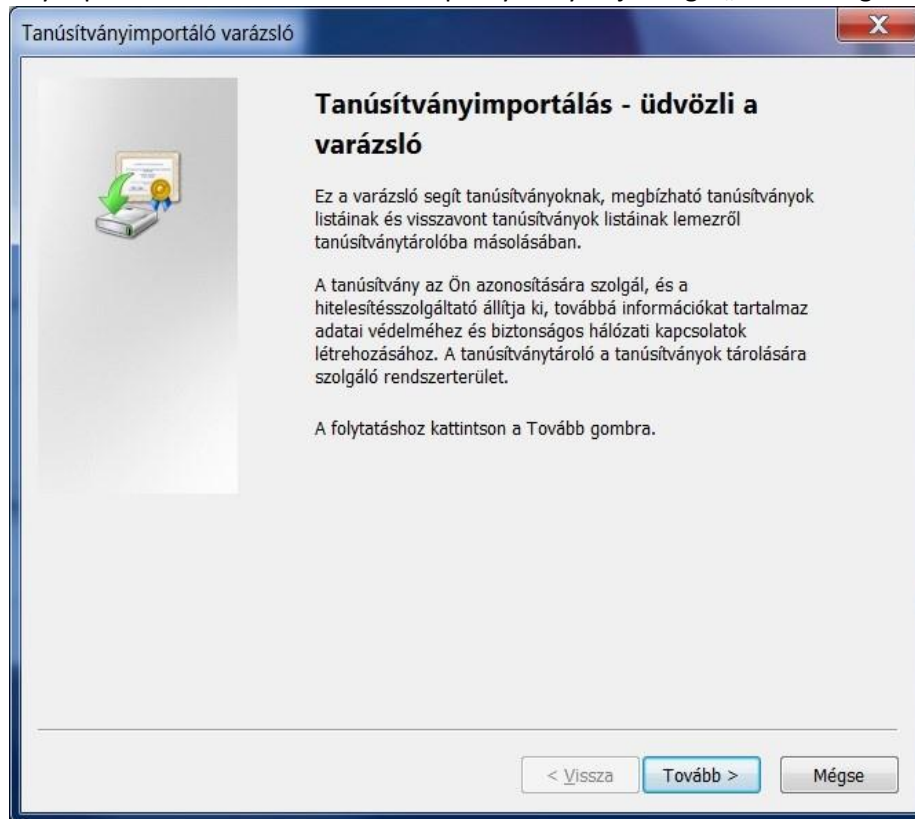 Tanúsítványimportáló varázsló
X
Tanúsítványimportálás - üdvözli a
varázsló
Ez a varázsló segít tanúsítványoknak, megbízható tanúsítványok
listáinak és visszavont tanúsítványok listáinak lemezről
tanúsítványtárolóba másolásában.
A tanúsítvány az Ön azonosítására szolgál, és a
hitelesítésszolgáltató állítja ki, továbbá információkat tartalmaz
adatai védelméhez és biztonságos hálózati kapcsolatok
létrehozásához. A tanúsítványtároló a tanúsítványok tárolására
szolgáló rendszerterület.
A folytatáshoz kattintson a Tovább gombra.
< Vissza Tovább > Mégse